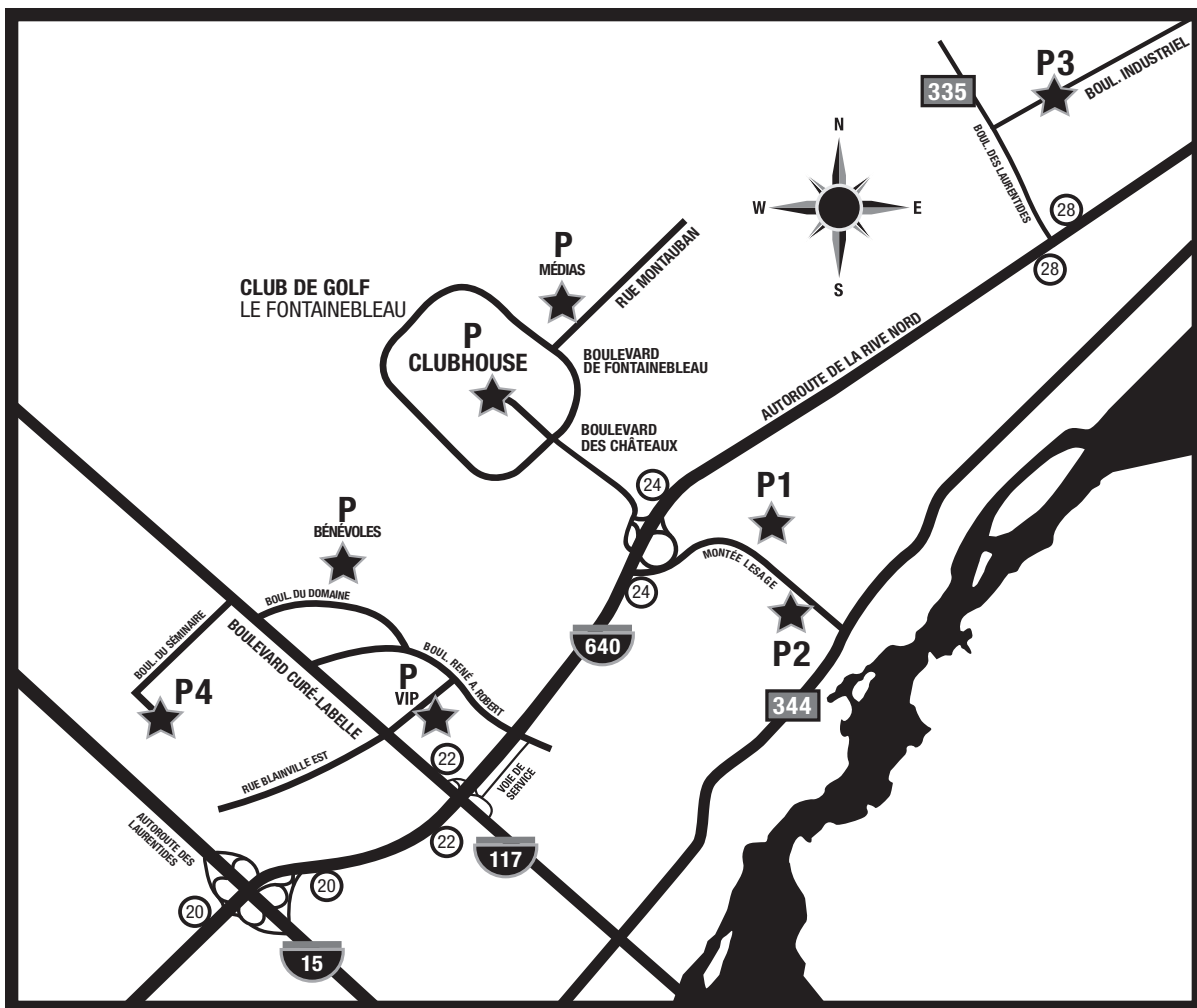 P3
BOUL. INDUSTRIEL
335
BOUL. DES LAURENTIDES
N
W
E
S
28
28
P
MÉDIAS
RUE MONTAUBAN
CLUB DE GOLF
LE FONTAINEBLEAU
P
CLUBHOUSE
BOULEVARD
DE FONTAINEBLEAU
AUTOROUTE DE LA RIVE NORD
BOULEVARD
DES CHÂTEAUX
24
P1
P
BÉNÉVOLES
MONTÉE LESAGE
24
BOUL. DU DOMAINE
BOUL. DU SÉMINAIRE
BOULEVARD CURÉ-LABELLE
640
P2
BOUL. RENÉ A. ROBERT
P
VIP
P4
344
22
RUE BLAINVILLE EST
VOIE DE
SERVICE
AUTOROUTE DES
LAURENTIDES
22
117
20
20
15